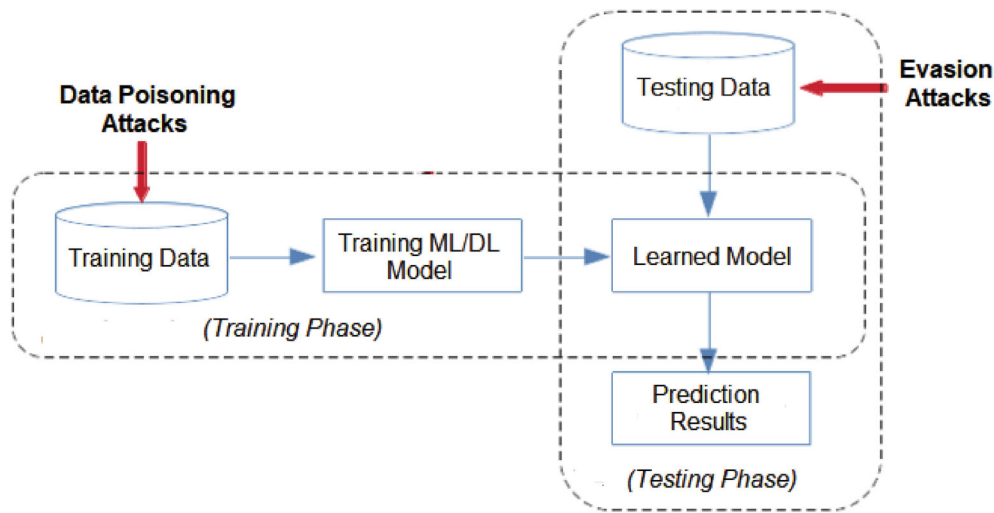 Data Poisoning
Attacks
Testing Data
Evasion
Attacks
Training Data
Training ML/DL
Model
Learned Model
(Training Phase)
Prediction
Results
(Testing Phase)